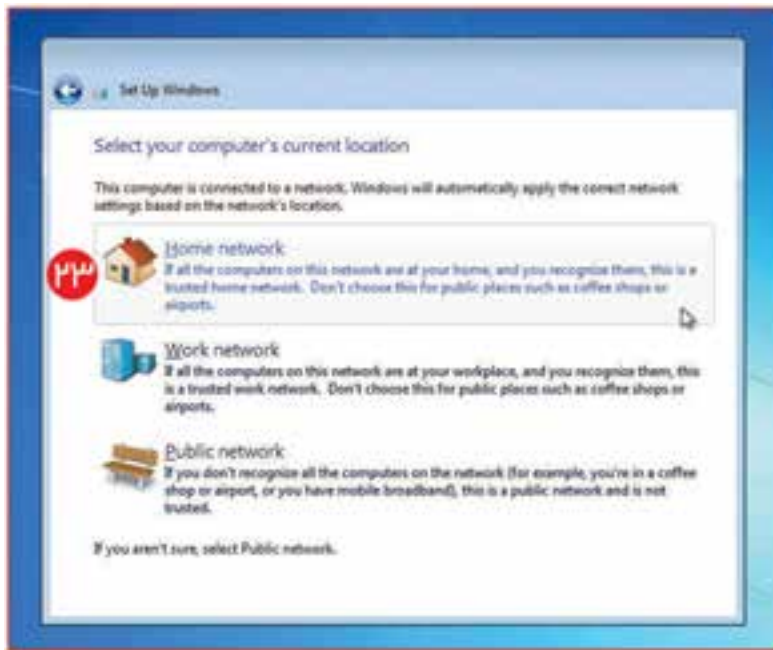 Set Up Windows
Select your computer's current location
This computer is connected to a network. Windows will automatically apply the correct network
settings based on the network's location.
۲۳
Home network
If all the computers on this network are at your home, and you recognize them, this is a
trusted home network. Don't choose this for public places such as coffee shops or
airports.
Work network
If all the computers on this network are at your workplace, and you recognize them, this
is a trusted work network. Don't choose this for public places such as coffee shops or
airports.
Public network
If you don't recognize all the computers on the network (for example, you're in a coffee
shop or airport, or you have mobile broadband), this is a public network and is not
trusted.
If you aren't sure, select Public network.